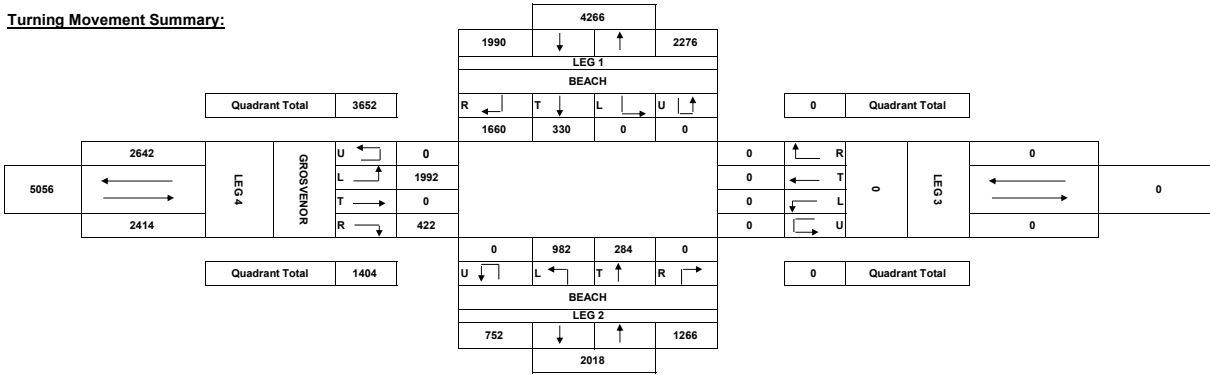 Turning Movement Summary:
4266
1990 2276
LEG 1
BEACH
Quadrant Total 3652
R T L U
0 Quadrant Total
1660 330 0 0
2642 U 0 0 R 0
5056 LEG 4 GROSVENOR L 1992 0 T 0 LEG 3 0
T 0 0 L
2414 R 422 0 U 0
0 982 284 0
Quadrant Total 1404
U L T R
0 Quadrant Total
BEACH
LEG 2
752 1266
2018